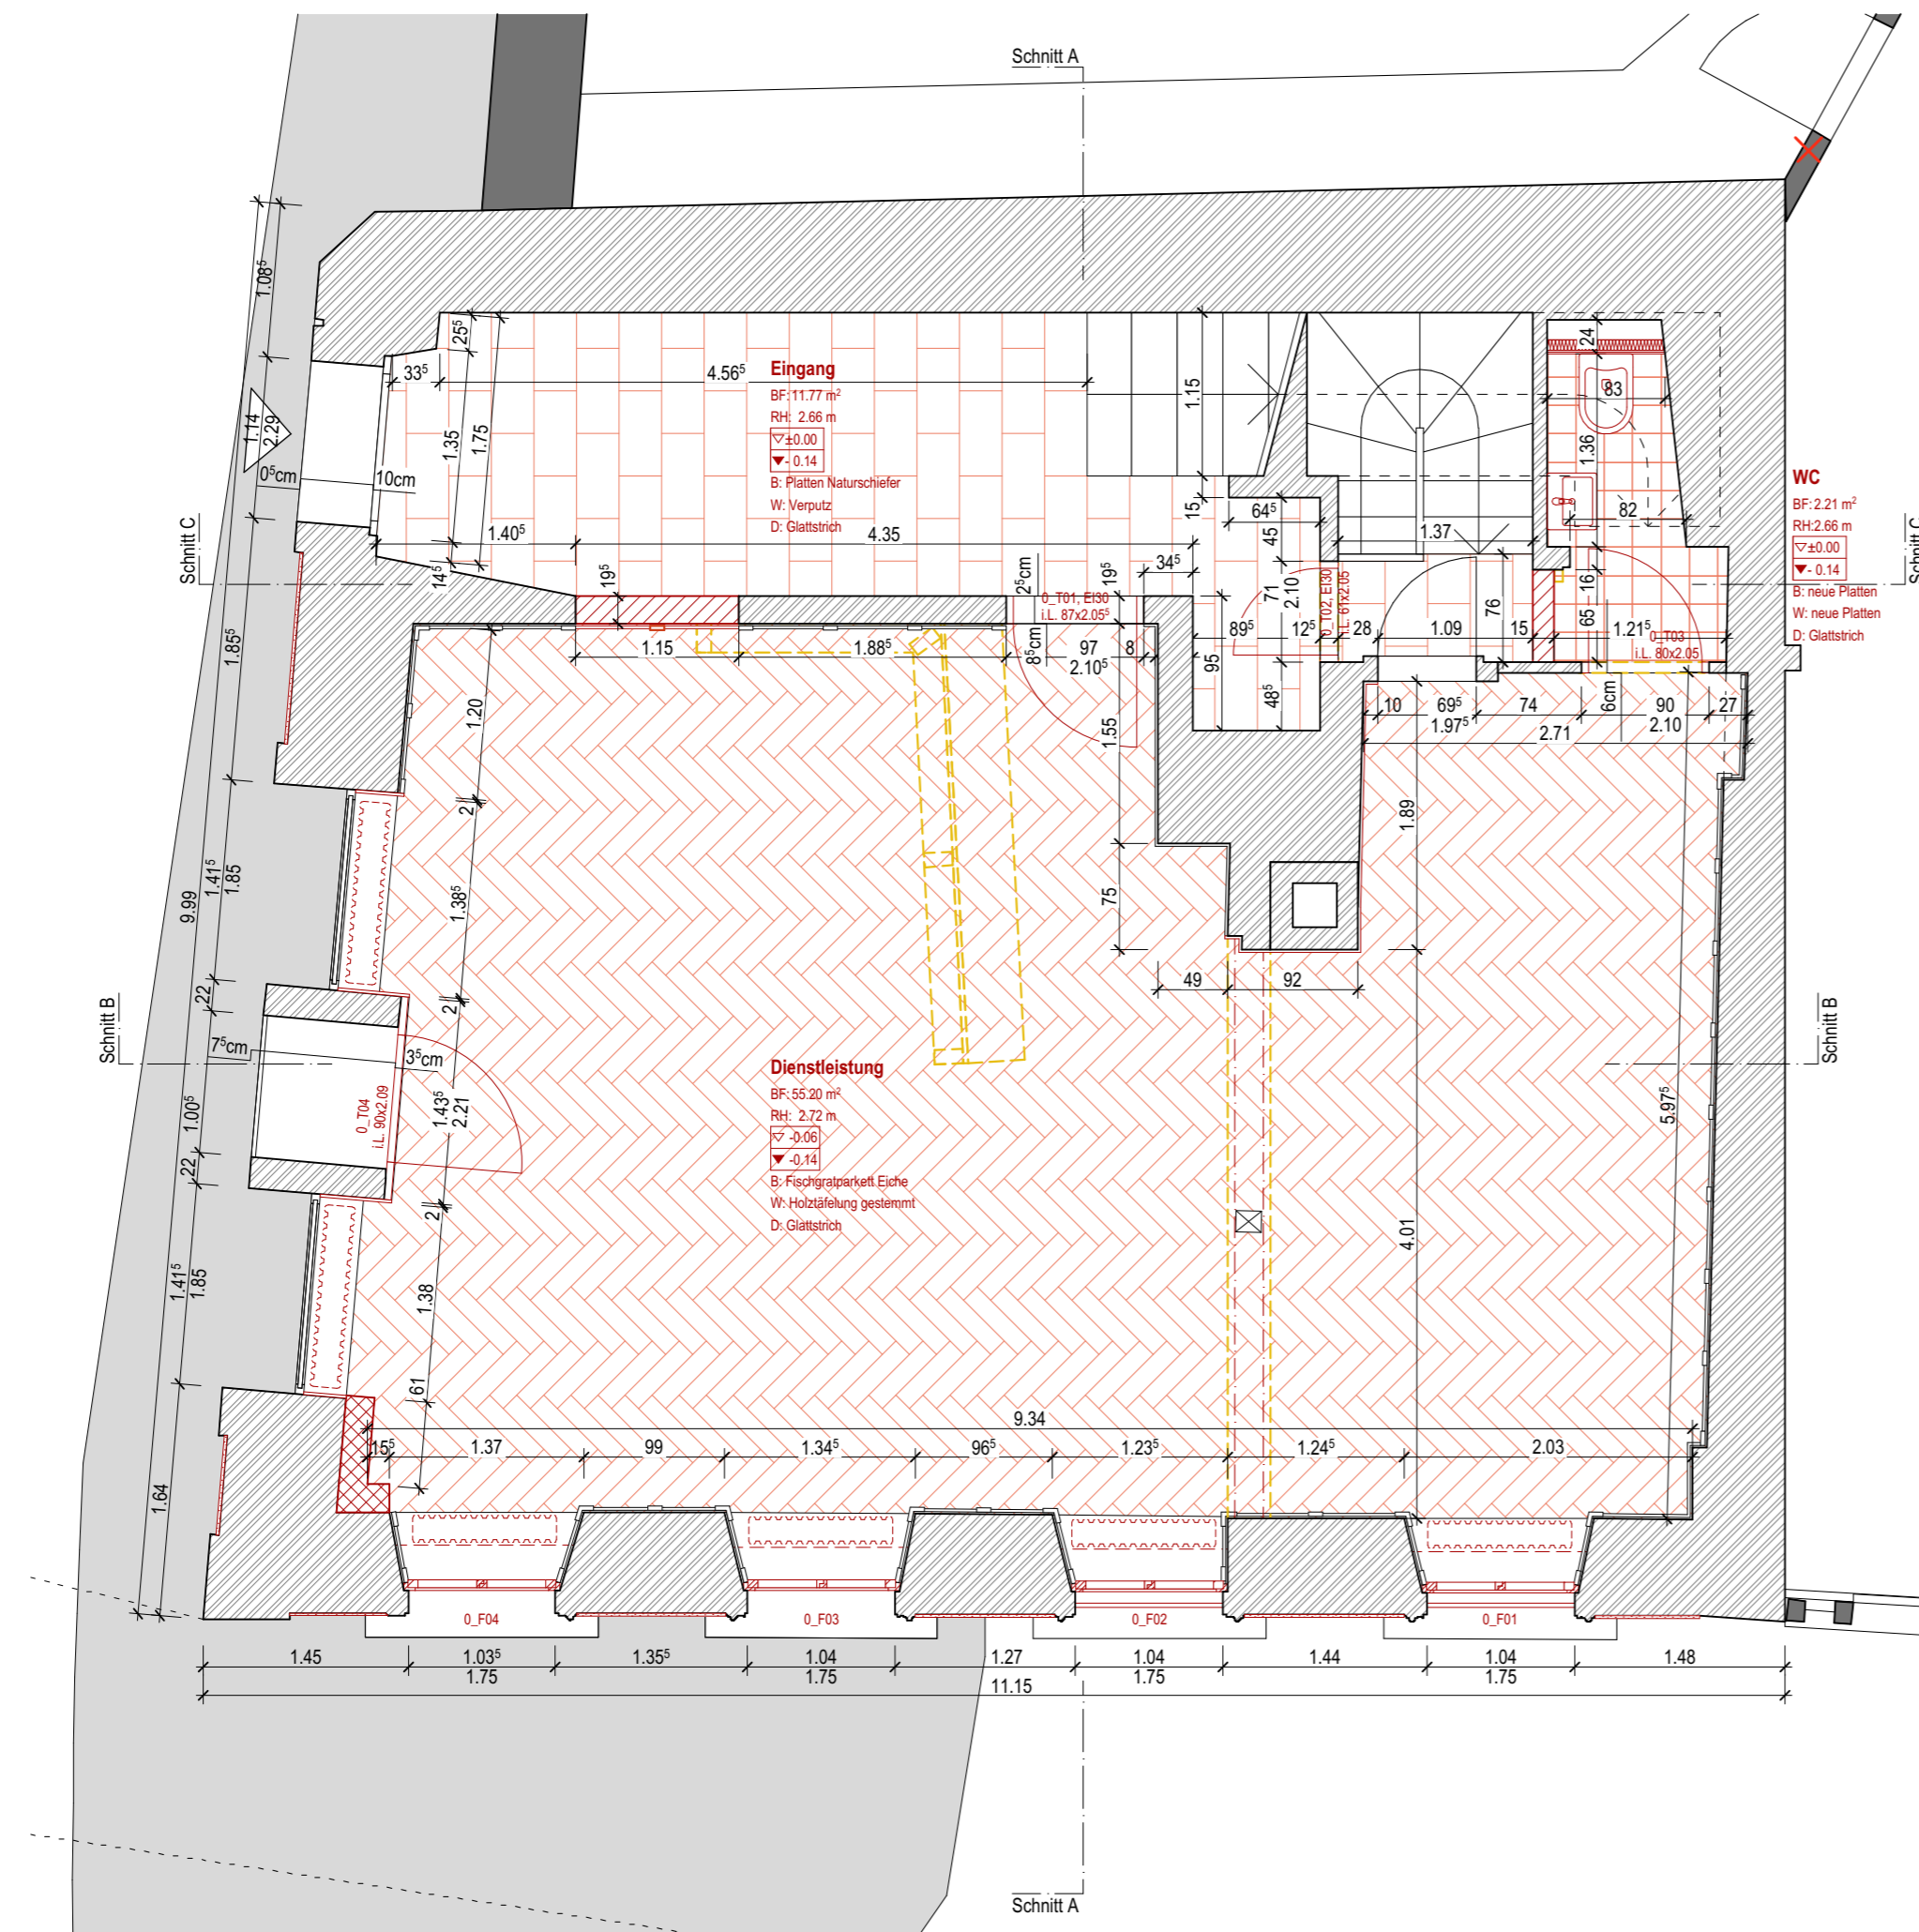 Schnitt A
1.08⁵
25⁵
33⁵
4.56⁵
Eingang
BF: 11.77 m²
RH: 2.66 m
±0.00
- 0.14
B: Platten Naturschiefer
W: Verputz
D: Glattstrich
1.15
24
83
1.36
1.14
2.29
1.35
1.75
0⁵cm
10cm
WC
BF: 2.21 m²
RH:2.66 m
±0.00
- 0.14
B: neue Platten
W: neue Platten
D: Glattstrich
Schnitt C
Schnitt C
1.40⁵
4.35
15
64⁵
45
1.37
82
14⁵
19⁵
2⁵cm
19⁵
34⁵
0_T01, EI30
i.L. 87x2.05⁵
71
2.10
0_T02, EI30
i.L. 61x2.05
76
16
65
89⁵
12⁵
28
1.09
15
1.21⁵
0_T03
i.L. 80x2.05
1.85⁵
1.15
1.88⁵
8⁵cm
97
2.10⁵
8
95
48⁵
10
69⁵
1.97⁵
74
6cm
90
2.10
27
2.71
1.20
1.55
2
1.89
1.41⁵
1.85
9.99
1.38⁵
75
49
92
22
2
Schnitt B
Schnitt B
7⁵cm
3⁵cm
Dienstleistung
BF: 55.20 m²
RH: 2.72 m
-0.06
-0.14
B: Fischgratparkett Eiche
W: Holztäfelung gestemmt
D: Glattstrich
0_T04
i.L. 90x2.09
1.43⁵
2.21
1.00⁵
5.97⁵
22
2
4.01
1.41⁵
1.85
1.38
61
9.34
15⁵
1.37
99
1.34⁵
96⁵
1.23⁵
1.24⁵
2.03
1.64
0_F04
0_F03
0_F02
0_F01
1.45
1.03⁵
1.75
1.35⁵
1.04
1.75
1.27
1.04
1.75
1.44
1.04
1.75
1.48
11.15
Schnitt A